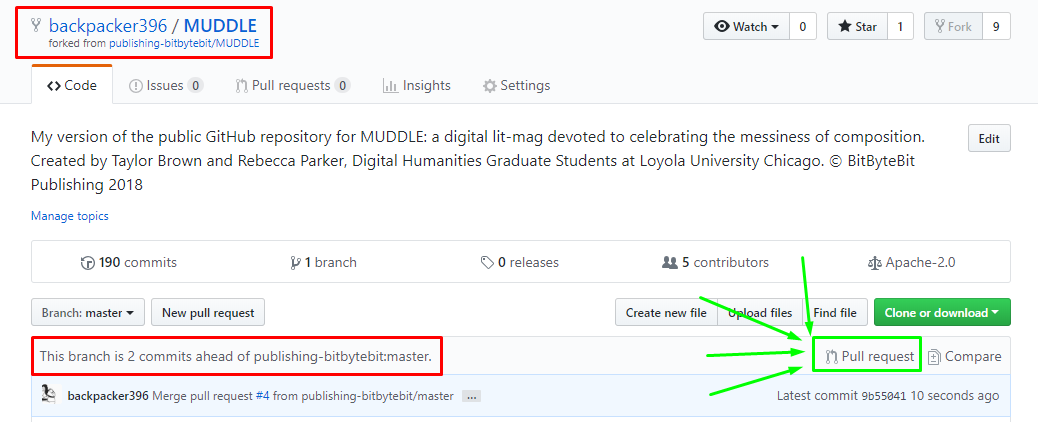 backpacker396 / MUDDLE
Watch 0 Star 1 Fork 9
forked from publishing-bitbytebit/MUDDLE
Code Issues 0 Pull requests 0 Insights Settings
My version of the public GitHub repository for MUDDLE: a digital lit-mag devoted to celebrating the messiness of composition.
Created by Taylor Brown and Rebecca Parker, Digital Humanities Graduate Students at Loyola University Chicago. © BitByteBit
Publishing 2018
Edit
Manage topics
190 commits 1 branch 0 releases 5 contributors Apache-2.0
Branch: master New pull request Create new file Upload files Find file Clone or download
This branch is 2 commits ahead of publishing-bitbytebit:master. Pull request Compare
backpacker396 Merge pull request #4 from publishing-bitbytebit/master ... Latest commit 9b55041 10 seconds ago